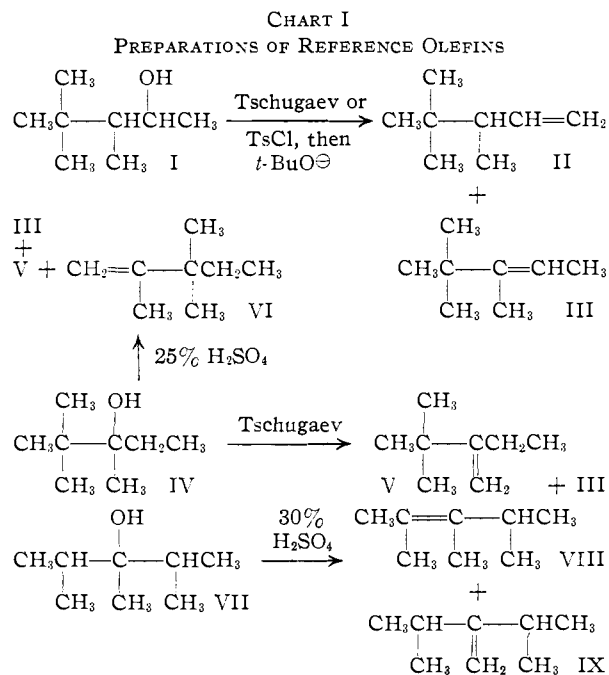 CHART I
PREPARATIONS OF REFERENCE OLEFINS
CH₃ OH
CH₃C—CHCHCH₃
CH₃ CH₃ I
Tschugaev or
TsCl, then
t-BuO⊖
CH₃
CH₃C—CHCH=CH₂
CH₃ CH₃ II
+
CH₃
CH₃C—C=CHCH₃
CH₃ CH₃ III
III
+
V +
CH₃
CH₂=C—C—CH₂CH₃
CH₃ CH₃ VI
25% H₂SO₄
CH₃ OH
CH₃C—CCH₂CH₃
CH₃ CH₃ IV
Tschugaev
CH₃
CH₃C—CCH₂CH₃
V CH₃ CH₂ + III
OH
CH₃CH—C—CHCH₃
CH₃ CH₃ CH₃ VII
30%
H₂SO₄
CH₃C=C—CHCH₃
CH₃ CH₃ CH₃ VIII
+
CH₃CH—C—CHCH₃
CH₃ CH₂ CH₃ IX